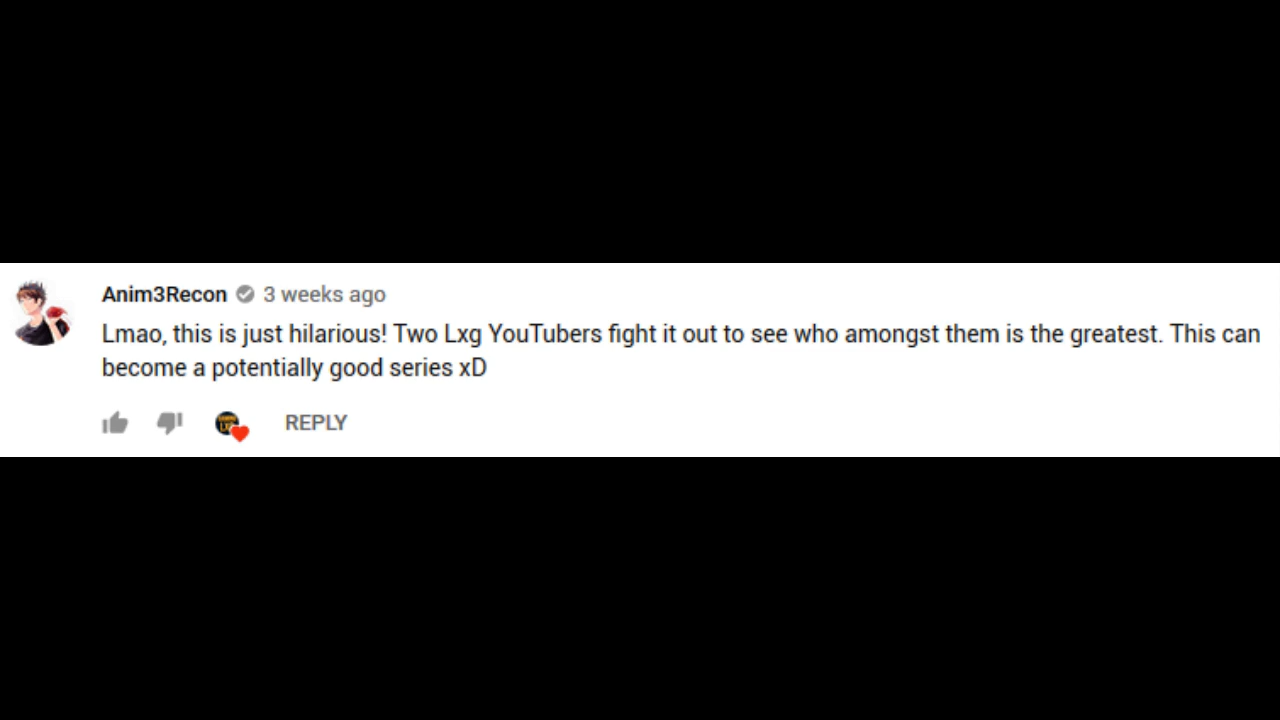 Anim3Recon 3 weeks ago
Lmao, this is just hilarious! Two Lxg YouTubers fight it out to see who amongst them is the greatest. This can
become a potentially good series xD
REPLY